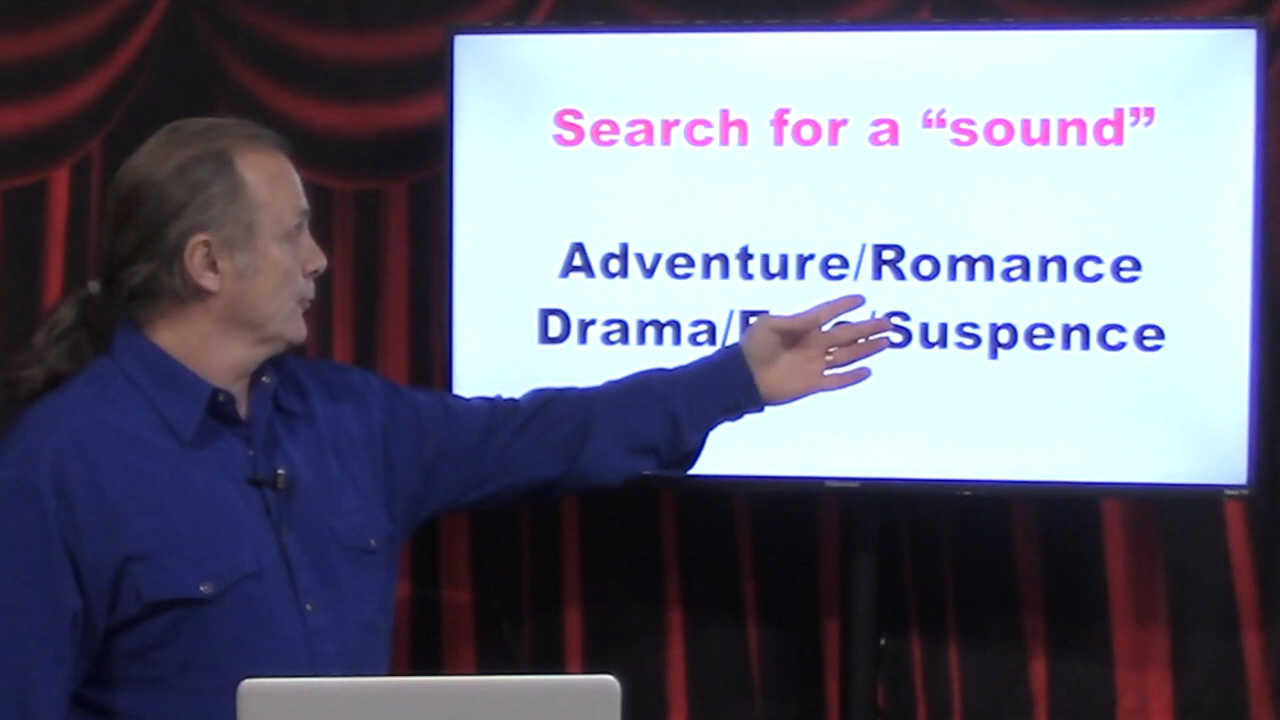 Search for a “sound”
Adventure/Romance
Drama/ /Suspence